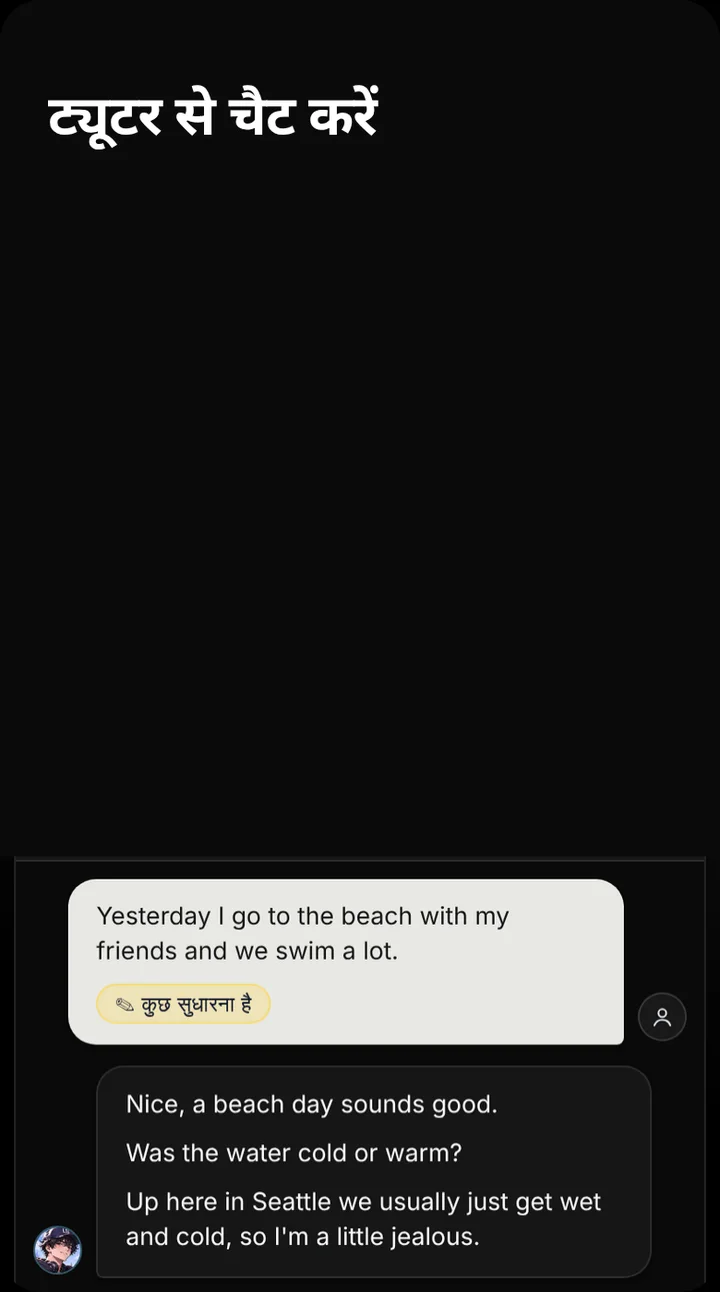 ट्यूटर से चैट करें
Yesterday I go to the beach with my
friends and we swim a lot.
✏ कुछ सुधारना है
Nice, a beach day sounds good.
Was the water cold or warm?
Up here in Seattle we usually just get wet
and cold, so I'm a little jealous.